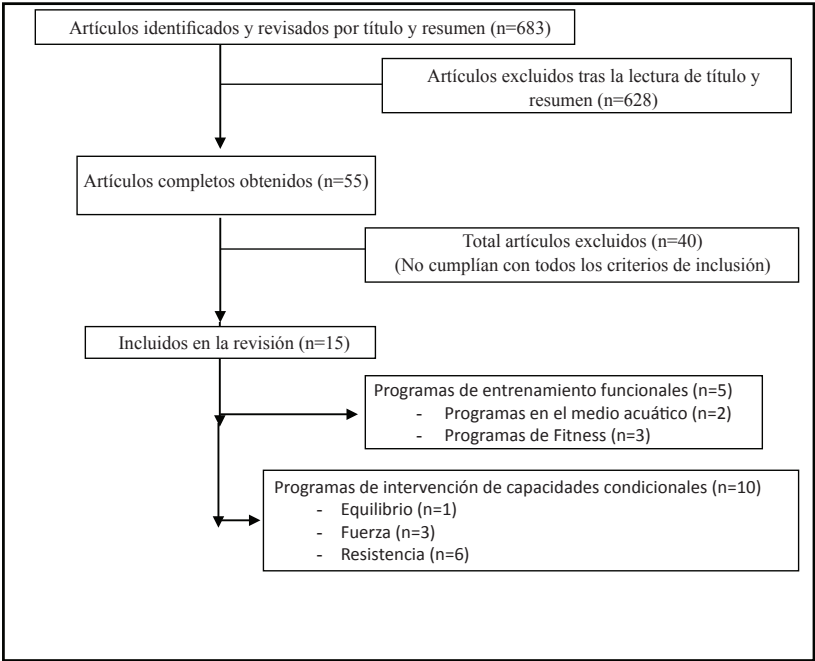 Artículos identificados y revisados por título y resumen (n=683)
Artículos excluidos tras la lectura de título y
resumen (n=628)
Artículos completos obtenidos (n=55)
Total artículos excluidos (n=40)
(No cumplían con todos los criterios de inclusión)
Incluidos en la revisión (n=15)
Programas de entrenamiento funcionales (n=5)
- Programas en el medio acuático (n=2)
- Programas de Fitness (n=3)
Programas de intervención de capacidades condicionales (n=10)
- Equilibrio (n=1)
- Fuerza (n=3)
- Resistencia (n=6)